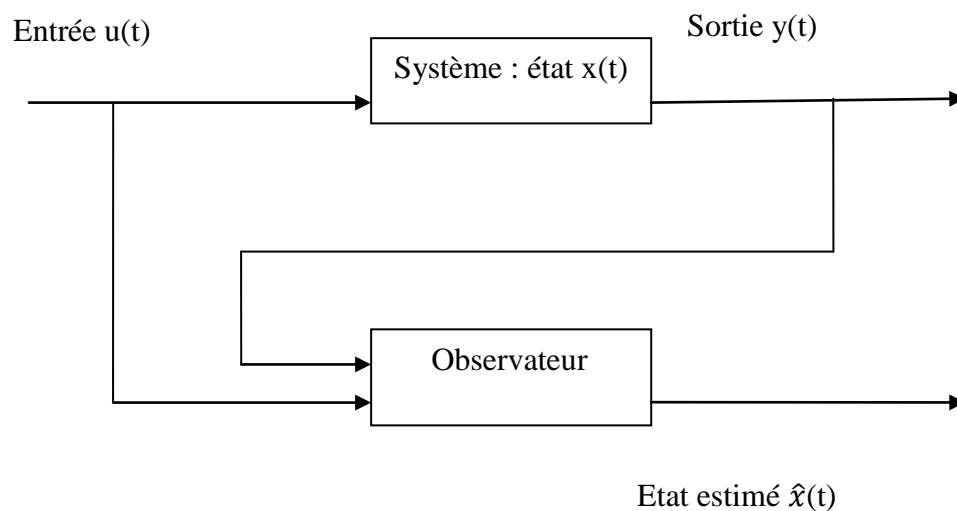 Entrée u(t)
Sortie y(t)
Système : état x(t)
Observateur
Etat estimé x̂(t)